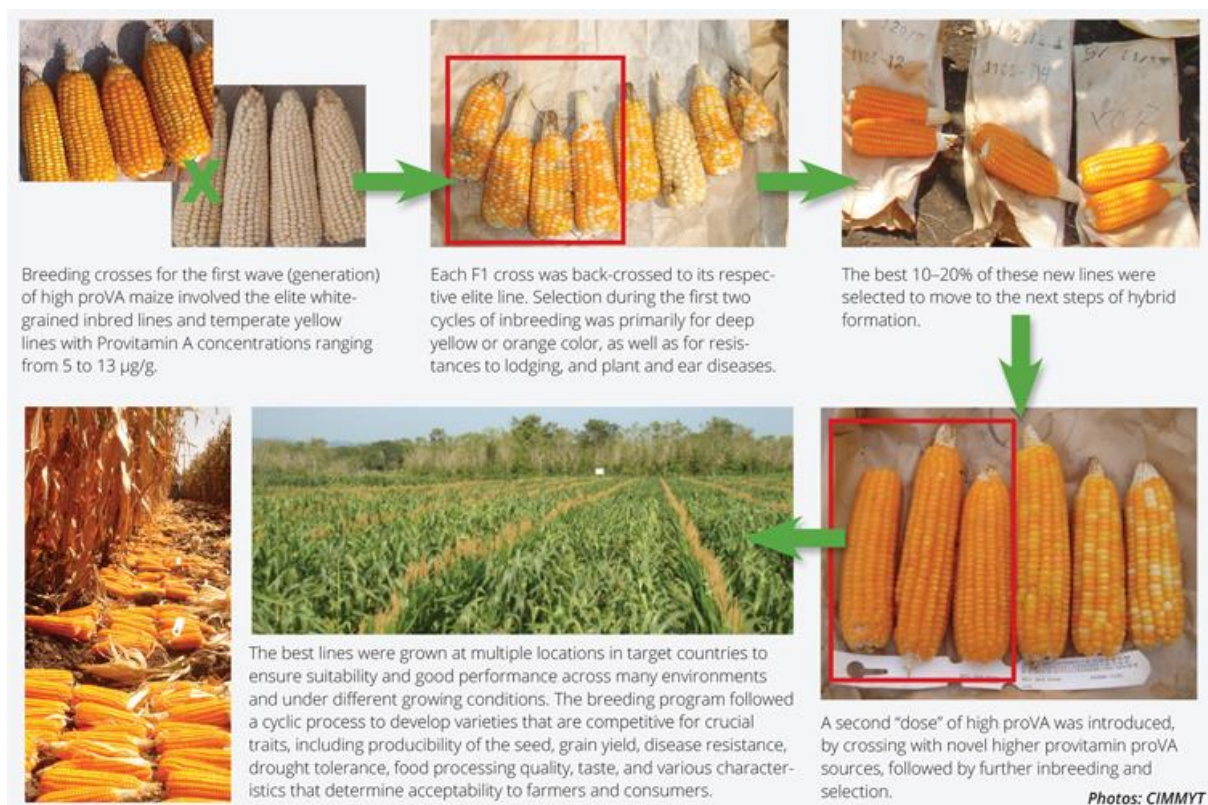 Breeding crosses for the first wave (generation)
of high proVA maize involved the elite white-
grained inbred lines and temperate yellow
lines with Provitamin A concentrations ranging
from 5 to 13 µg/g.
Each F1 cross was back-crossed to its respec-
tive elite line. Selection during the first two
cycles of inbreeding was primarily for deep
yellow or orange color, as well as for resis-
tances to lodging, and plant and ear diseases.
The best 10–20% of these new lines were
selected to move to the next steps of hybrid
formation.
The best lines were grown at multiple locations in target countries to
ensure suitability and good performance across many environments
and under different growing conditions. The breeding program followed
a cyclic process to develop varieties that are competitive for crucial
traits, including producibility of the seed, grain yield, disease resistance,
drought tolerance, food processing quality, taste, and various character-
istics that determine acceptability to farmers and consumers.
A second “dose” of high proVA was introduced,
by crossing with novel higher provitamin proVA
sources, followed by further inbreeding and
selection.
Photos: CIMMYT